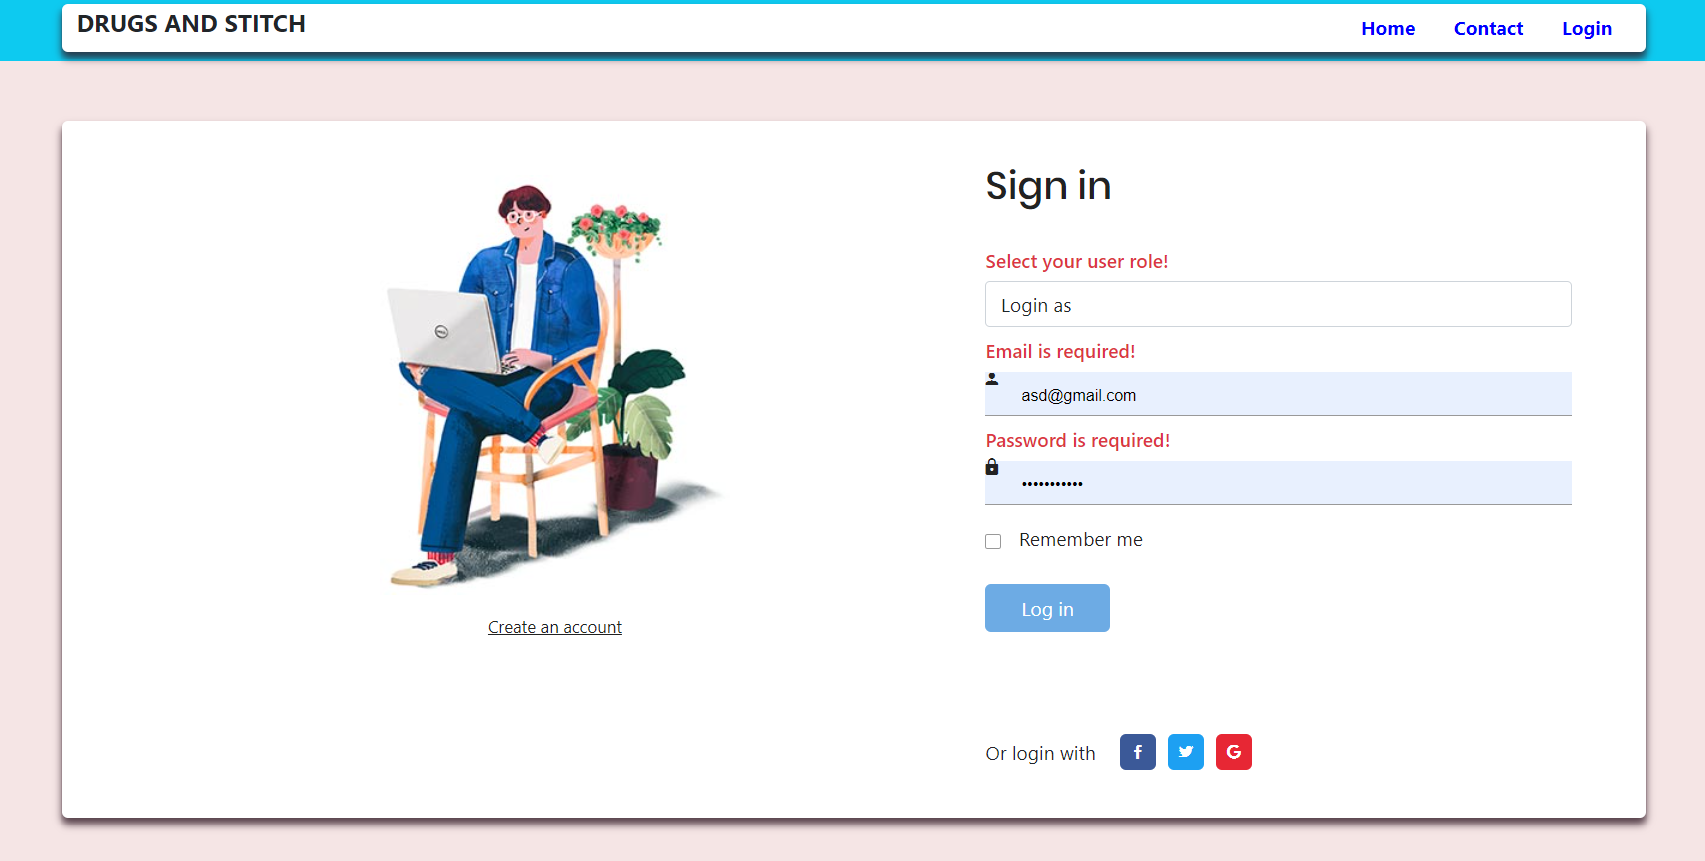 DRUGS AND STITCH
Home Contact Login
Sign in
Select your user role!
Login as
Email is required!
asd@gmail.com
Password is required!
•••••••••••
Remember me
Log in
Create an account
Or login with